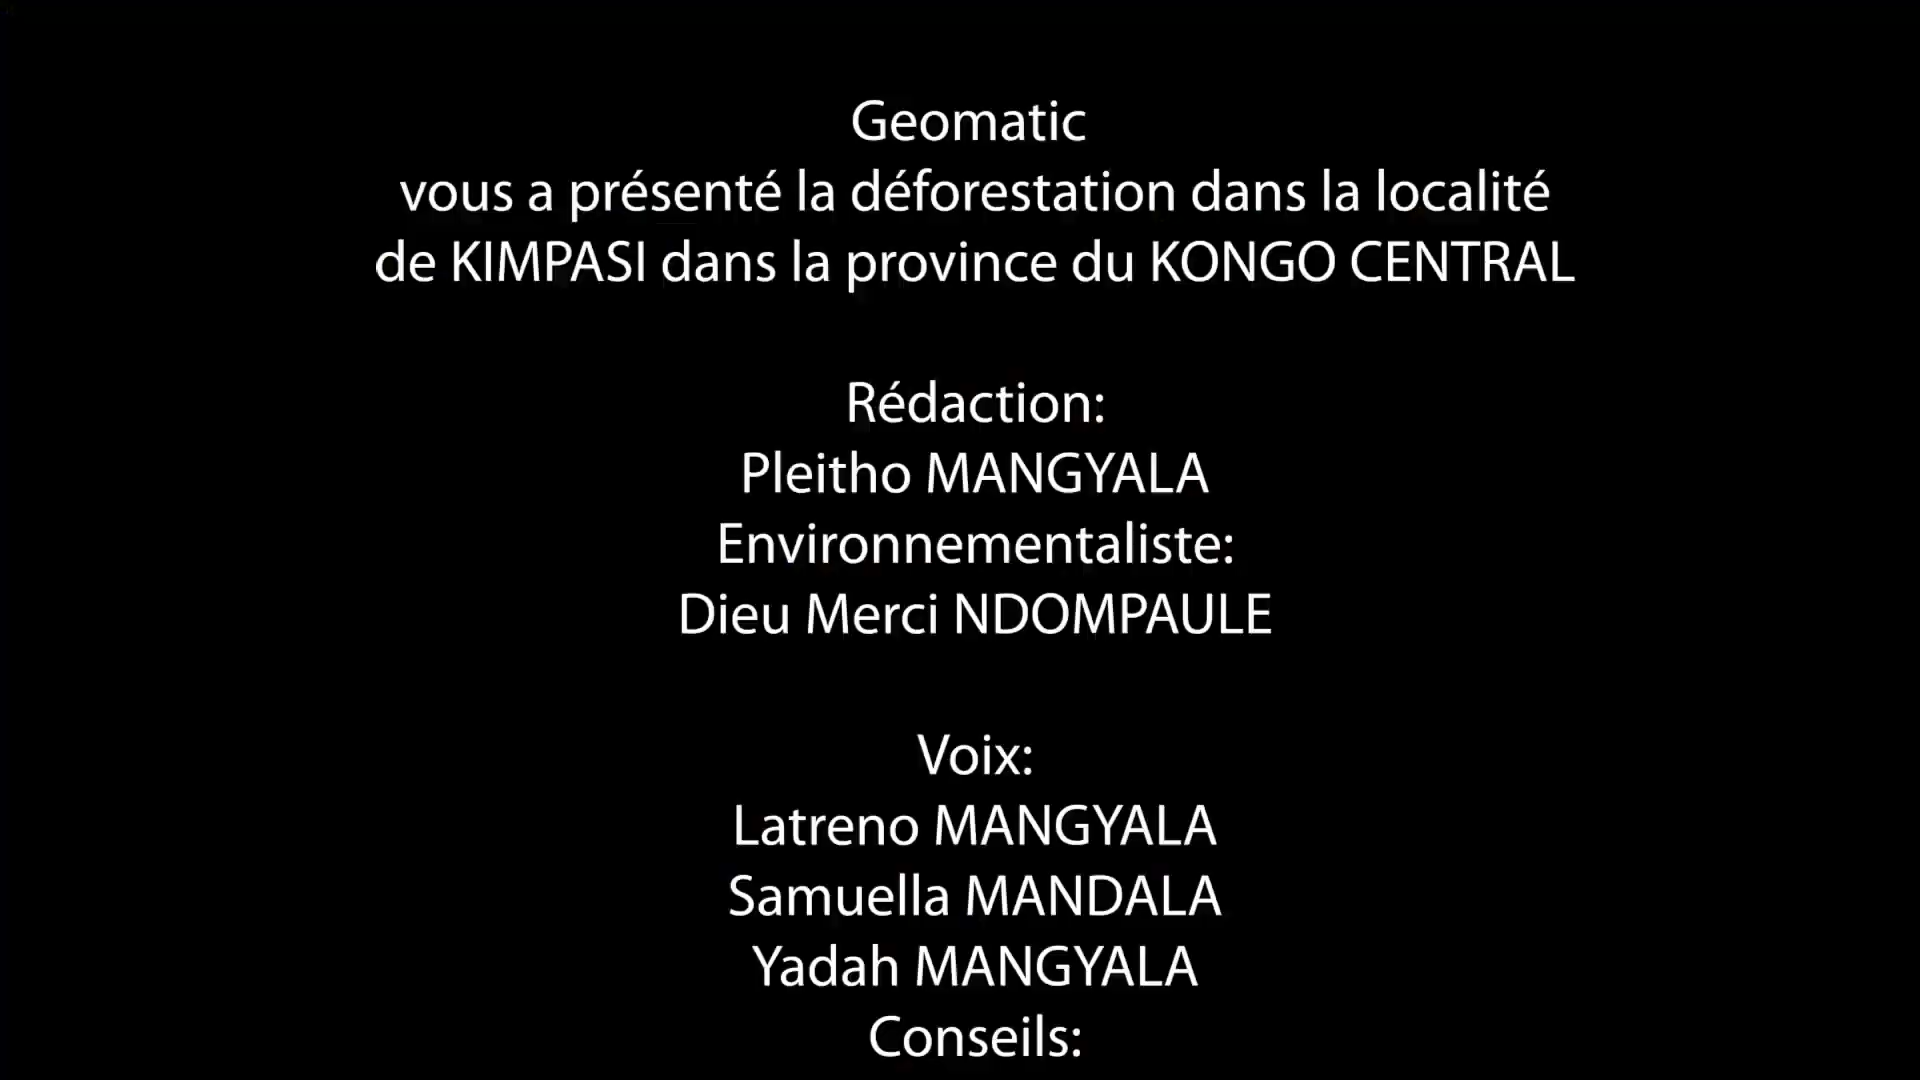 Geomatic
vous a présenté la déforestation dans la localité
de KIMPASI dans la province du KONGO CENTRAL
Rédaction:
Pleitho MANGYALA
Environnementaliste:
Dieu Merci NDOMPAULE
Voix:
Latreno MANGYALA
Samuella MANDALA
Yadah MANGYALA
Conseils: